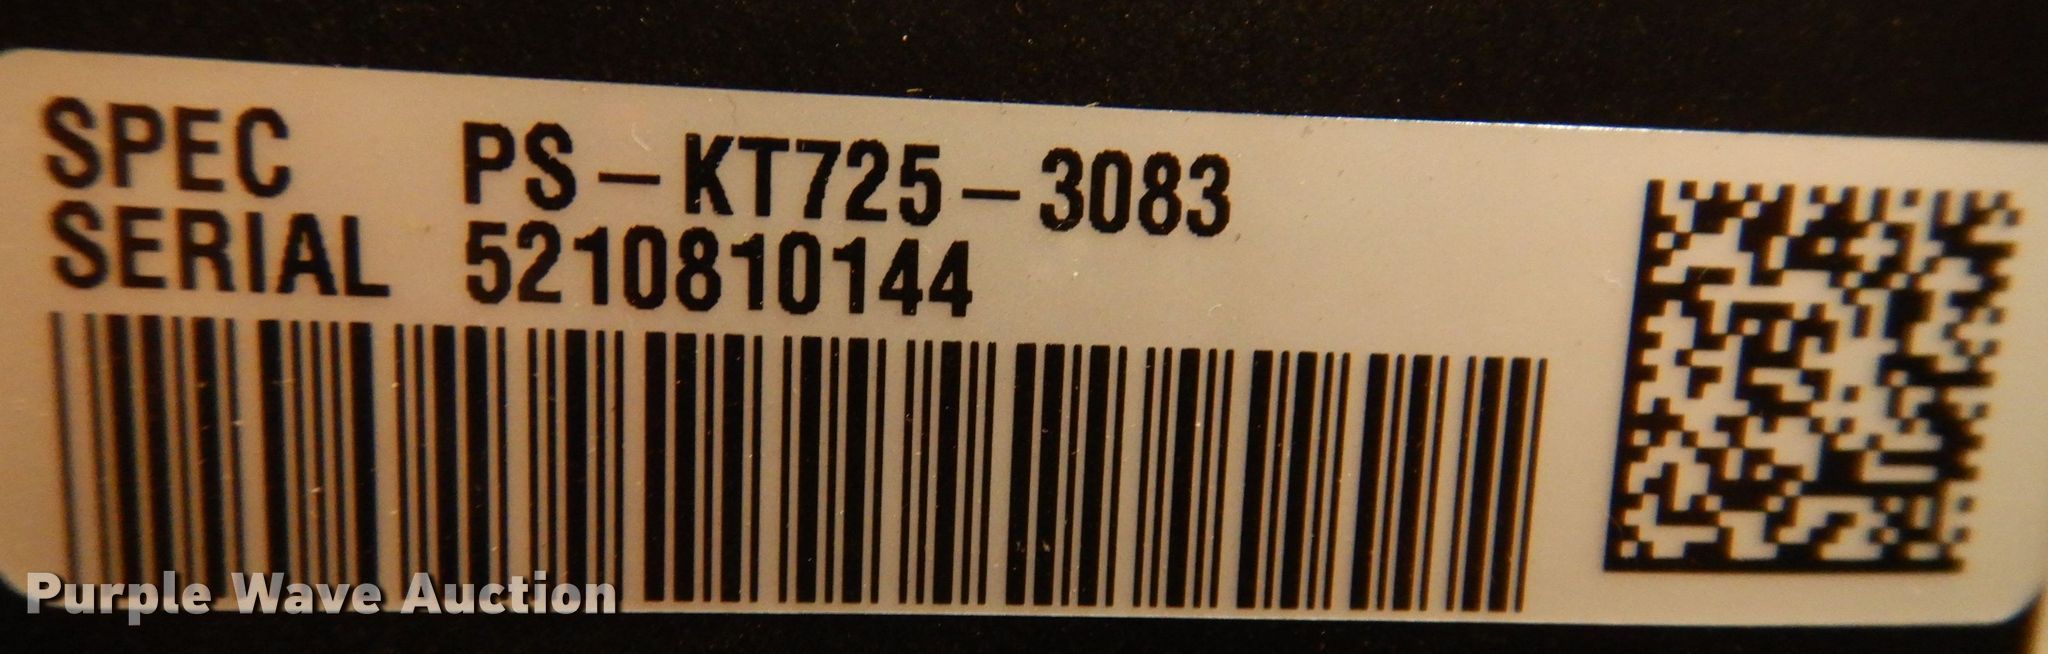 SPEC PS-KT725-3083
SERIAL 5210810144
Purple Wave Auction